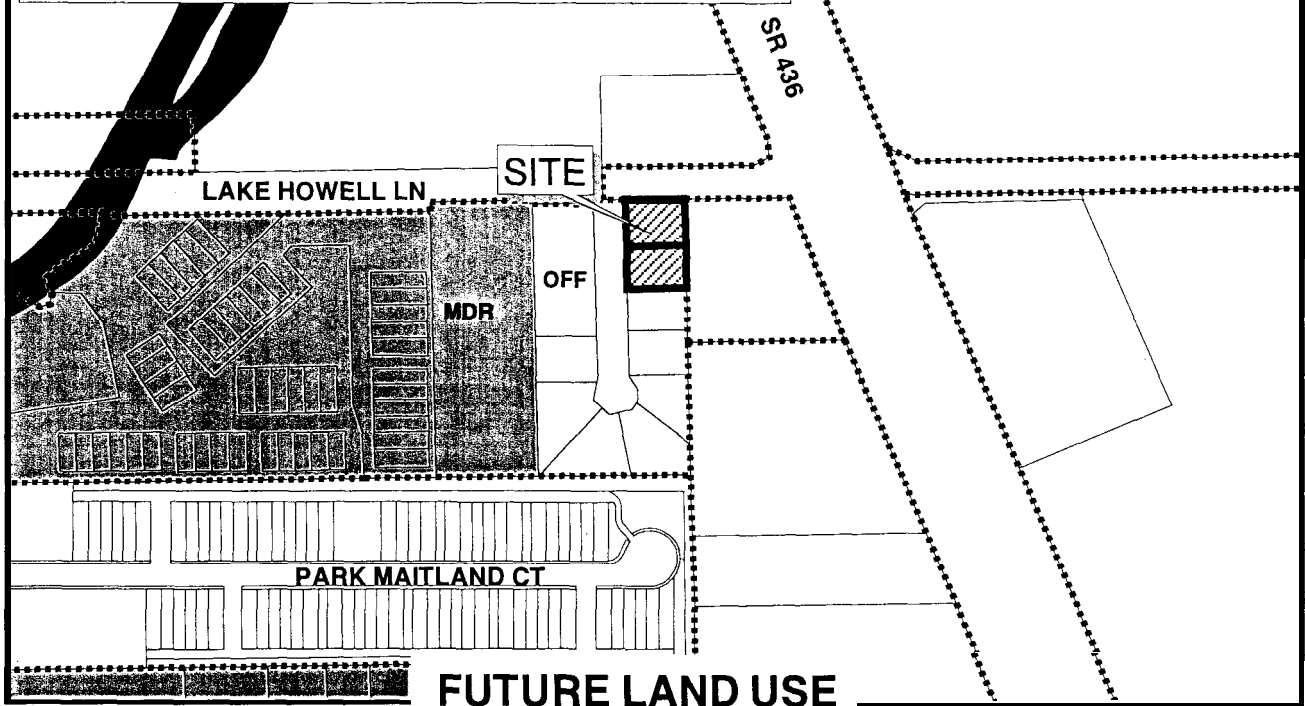 SR 436
SITE
LAKE HOWELL LN
OFF
MDR
PARK MAITLAND CT
FUTURE LAND USE